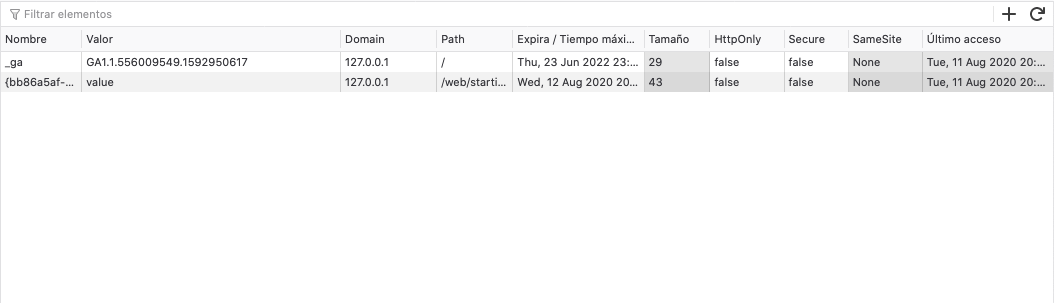 Filtrar elementos
Nombre Valor Domain Path Expira / Tiempo máxi... Tamaño HttpOnly Secure SameSite Último acceso
_ga GA1.1.556009549.1592950617 127.0.0.1 / Thu, 23 Jun 2022 23:... 29 false false None Tue, 11 Aug 2020 20:...
{bb86a5af-... value 127.0.0.1 /web/starti... Wed, 12 Aug 2020 20... 43 false false None Tue, 11 Aug 2020 20:...